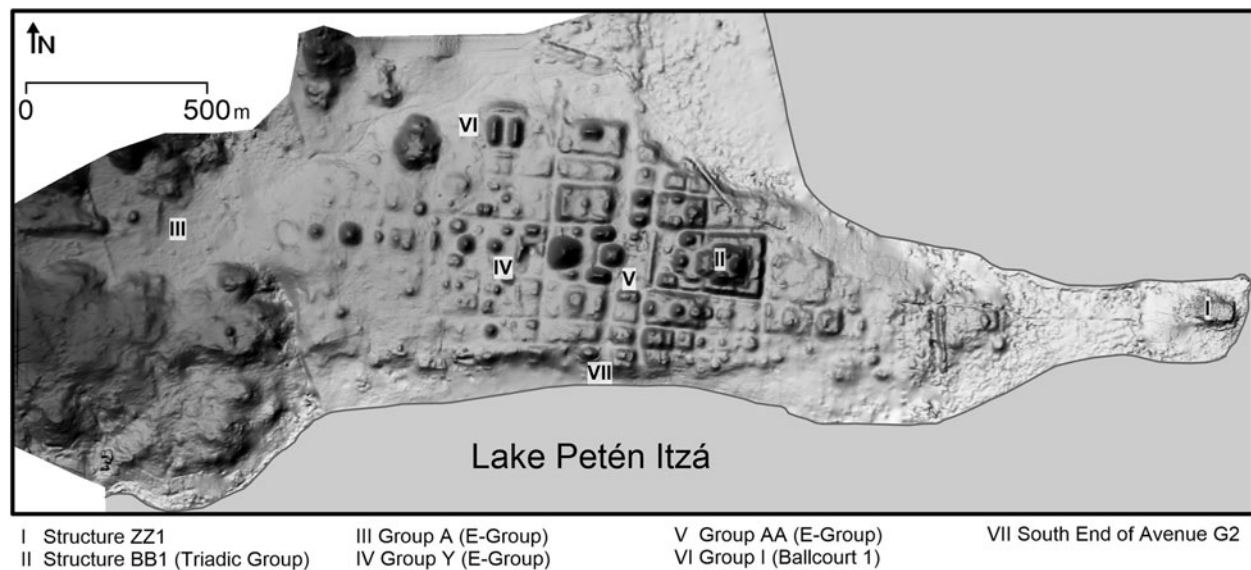 N
0 500 m
VI
III
II
IV
V
I
VII
Lake Petén Itzá
I Structure ZZ1
II Structure BB1 (Triadic Group)
III Group A (E-Group)
IV Group Y (E-Group)
V Group AA (E-Group)
VI Group I (Ballcourt 1)
VII South End of Avenue G2